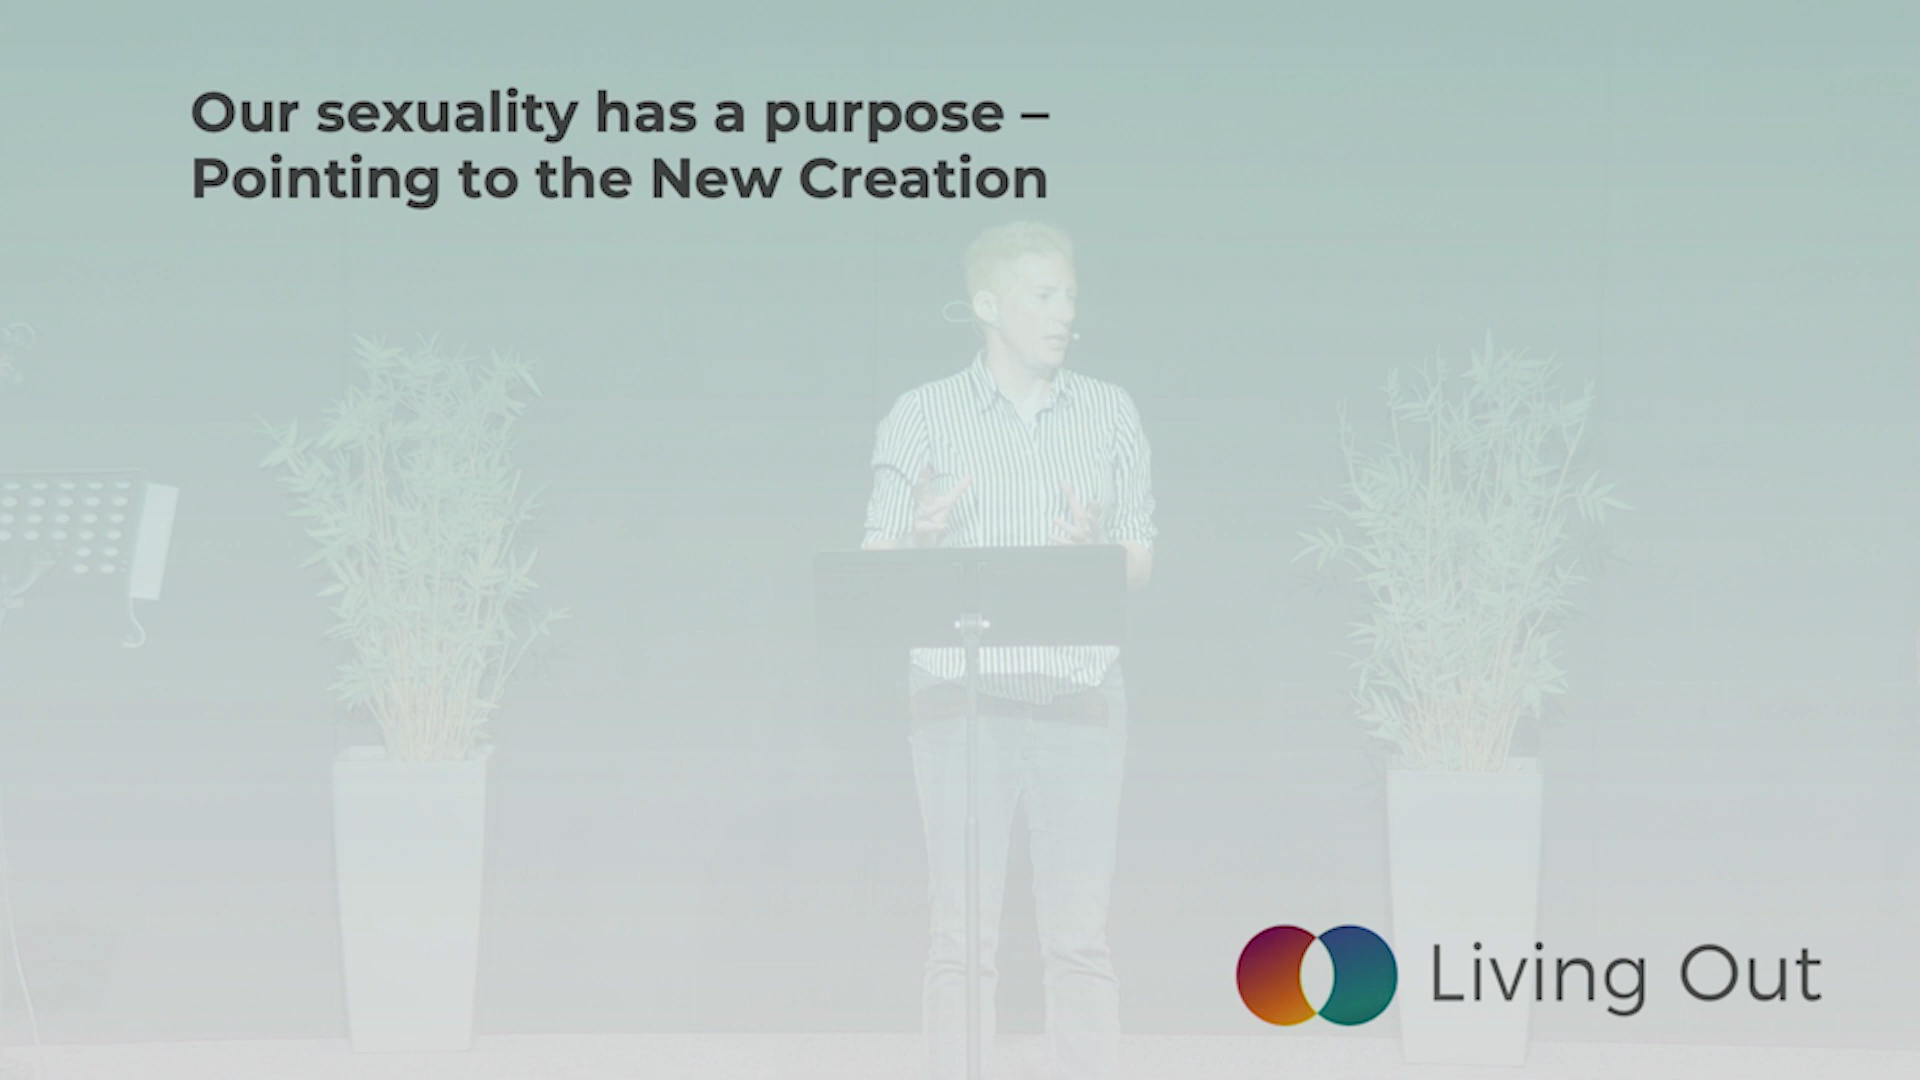 Our sexuality has a purpose –
Pointing to the New Creation
Living Out